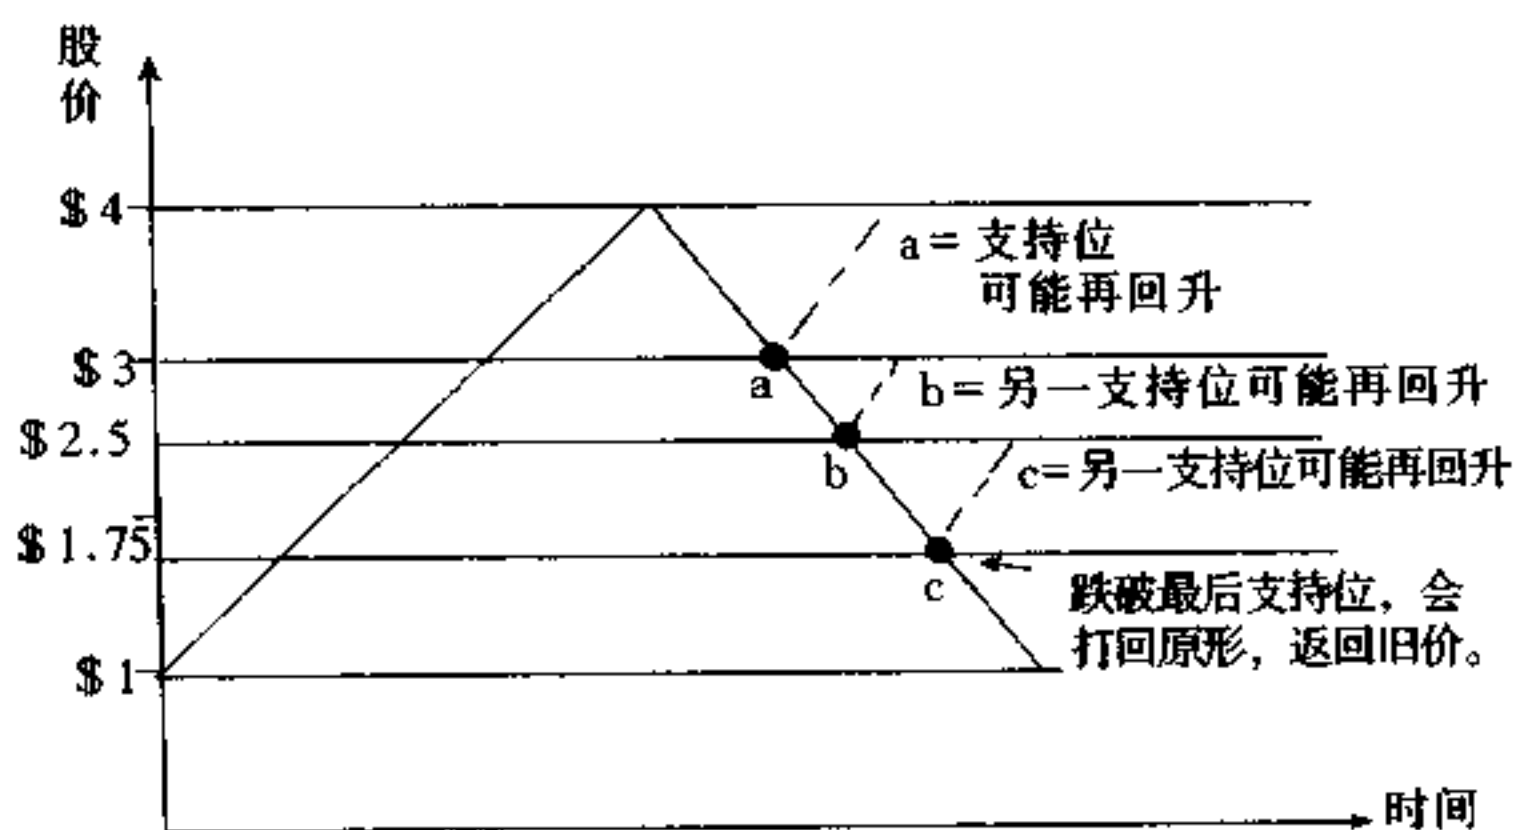 股
价
$4
a = 支持位
可能再回升
$3
a
b = 另一支持位可能再回升
$2.5
b
c=另一支持位可能再回升
$1.75
c
跌破最后支持位，会
打回原形，返回旧价。
$1
时间